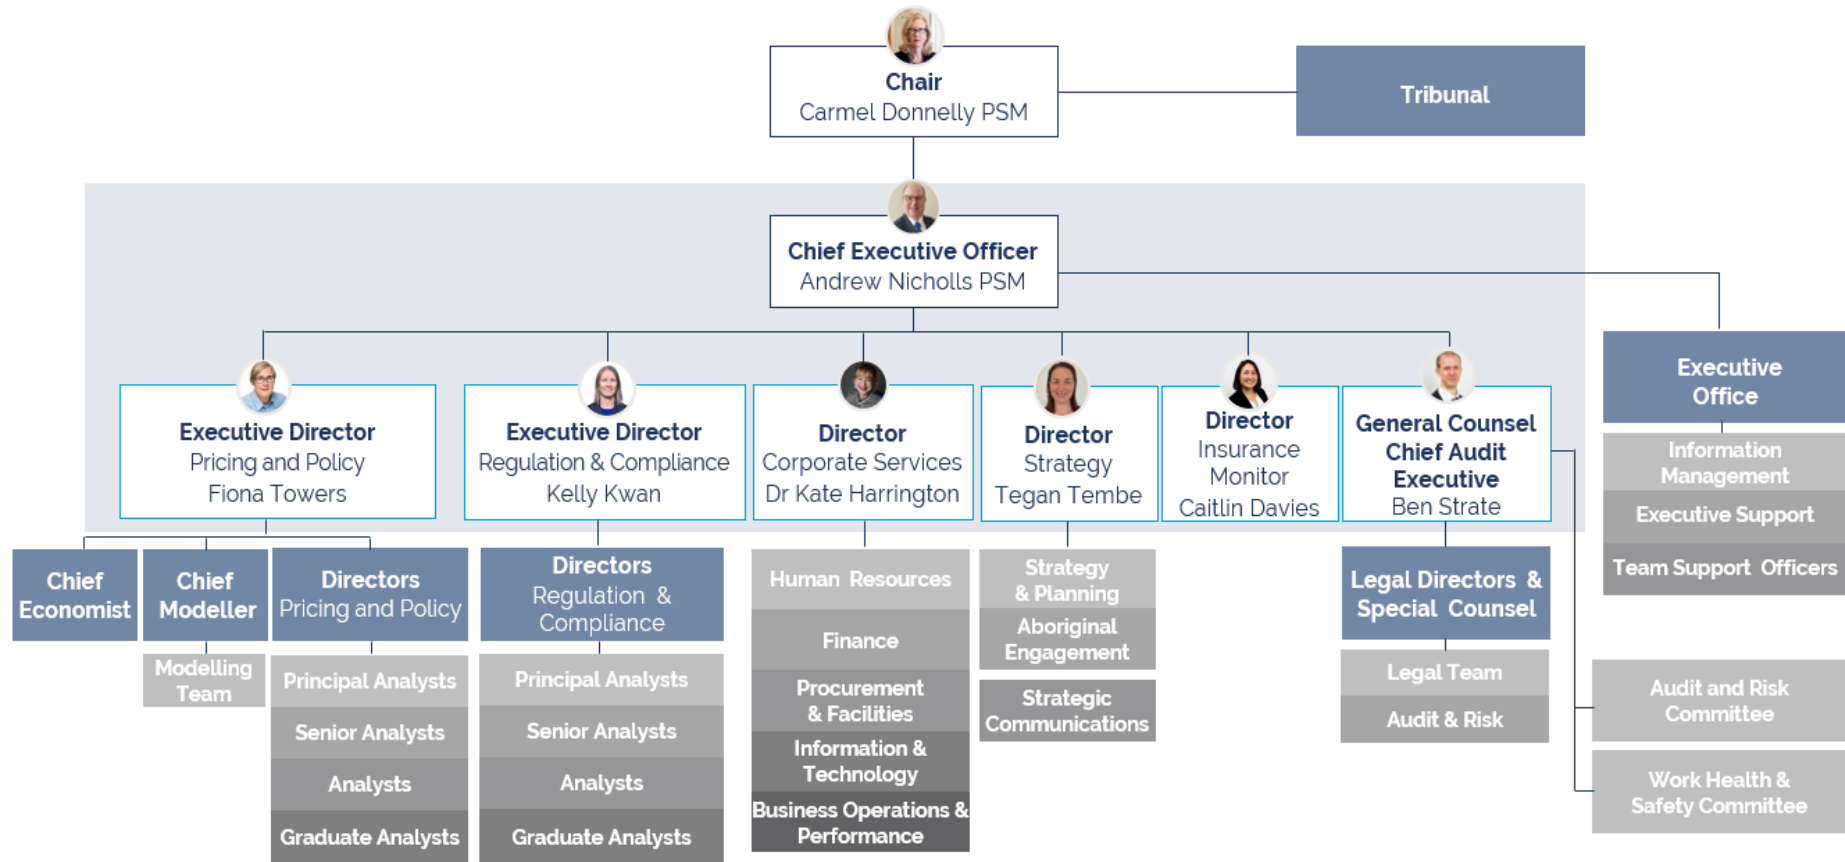 Chair
Carmel Donnelly PSM
Tribunal
Chief Executive Officer
Andrew Nicholls PSM
Executive Director
Pricing and Policy
Fiona Towers
Executive Director
Regulation & Compliance
Kelly Kwan
Director
Corporate Services
Dr Kate Harrington
Director
Strategy
Tegan Tembe
Director
Insurance
Monitor
Caitlin Davies
General Counsel
Chief Audit
Executive
Ben Strate
Executive
Office
Information
Management
Executive Support
Team Support Officers
Chief
Economist
Chief
Modeller
Modelling
Team
Directors
Pricing and Policy
Principal Analysts
Senior Analysts
Analysts
Graduate Analysts
Directors
Regulation &
Compliance
Principal Analysts
Senior Analysts
Analysts
Graduate Analysts
Human Resources
Finance
Procurement
& Facilities
Information &
Technology
Business Operations &
Performance
Strategy
& Planning
Aboriginal
Engagement
Strategic
Communications
Legal Directors &
Special Counsel
Legal Team
Audit & Risk
Audit and Risk
Committee
Work Health &
Safety Committee